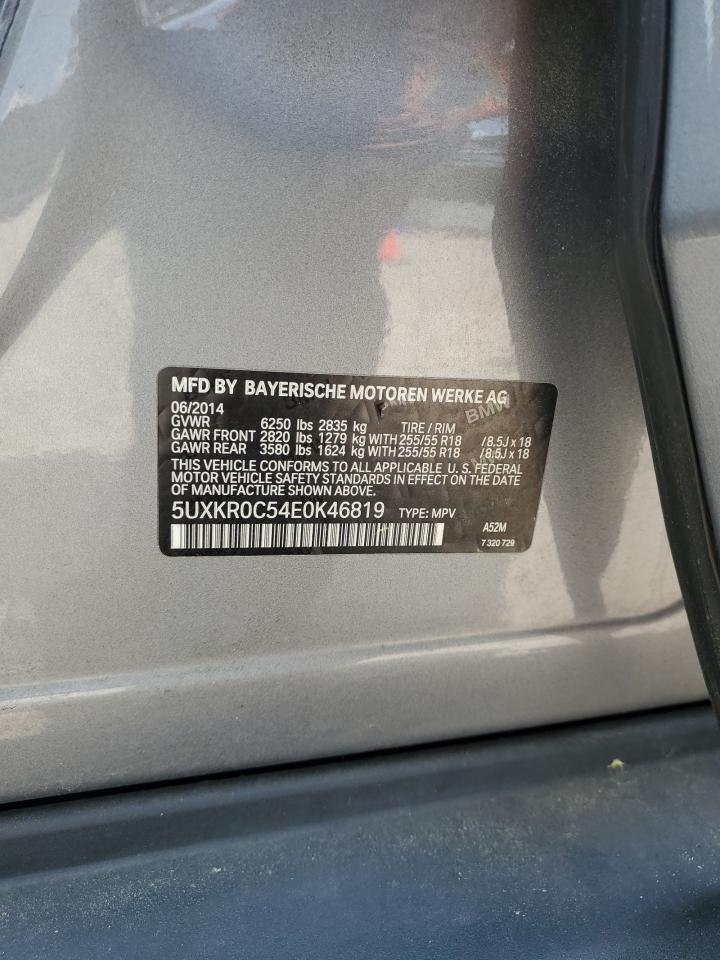 MFD BY BAYERISCHE MOTOREN WERKE AG
06/2014
GVWR 6250 lbs 2835 kg TIRE / RIM
GAWR FRONT 2820 lbs 1279 kg WITH 255/55 R18 /8.5J x 18
GAWR REAR 3580 lbs 1624 kg WITH 255/55 R18 /8.5J x 18
THIS VEHICLE CONFORMS TO ALL APPLICABLE U.S. FEDERAL
MOTOR VEHICLE SAFETY STANDARDS IN EFFECT ON THE DATE
OF MANUFACTURE SHOWN ABOVE.
5UXKR0C54E0K46819 TYPE: MPV
A52M
7 320 729
BMW